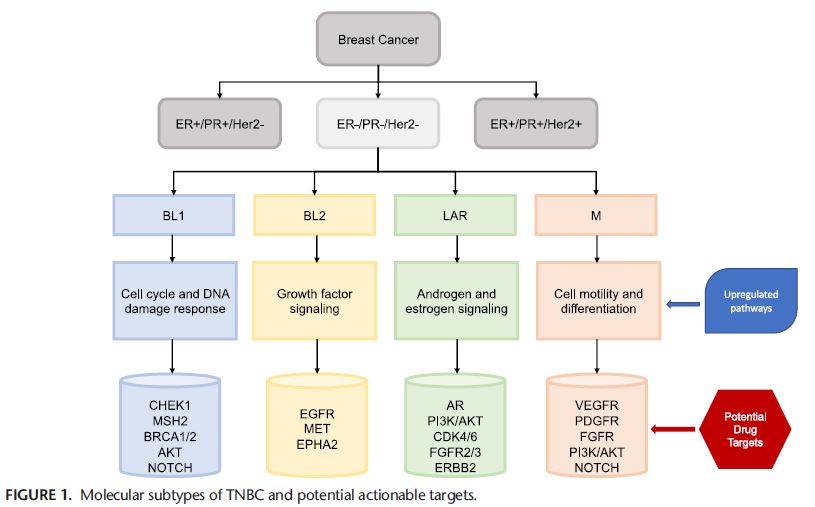 Breast Cancer
ER+/PR+/Her2-
ER-/PR-/Her2-
ER+/PR+/Her2+
BL1
BL2
LAR
M
Cell cycle and DNA
damage response
Growth factor
signaling
Androgen and
estrogen signaling
Cell motility and
differentiation
Upregulated
pathways
CHEK1
MSH2
BRCA1/2
AKT
NOTCH
EGFR
MET
EPHA2
AR
PI3K/AKT
CDK4/6
FGFR2/3
ERBB2
VEGFR
PDGFR
FGFR
PI3K/AKT
NOTCH
Potential
Drug
Targets
FIGURE 1. Molecular subtypes of TNBC and potential actionable targets.